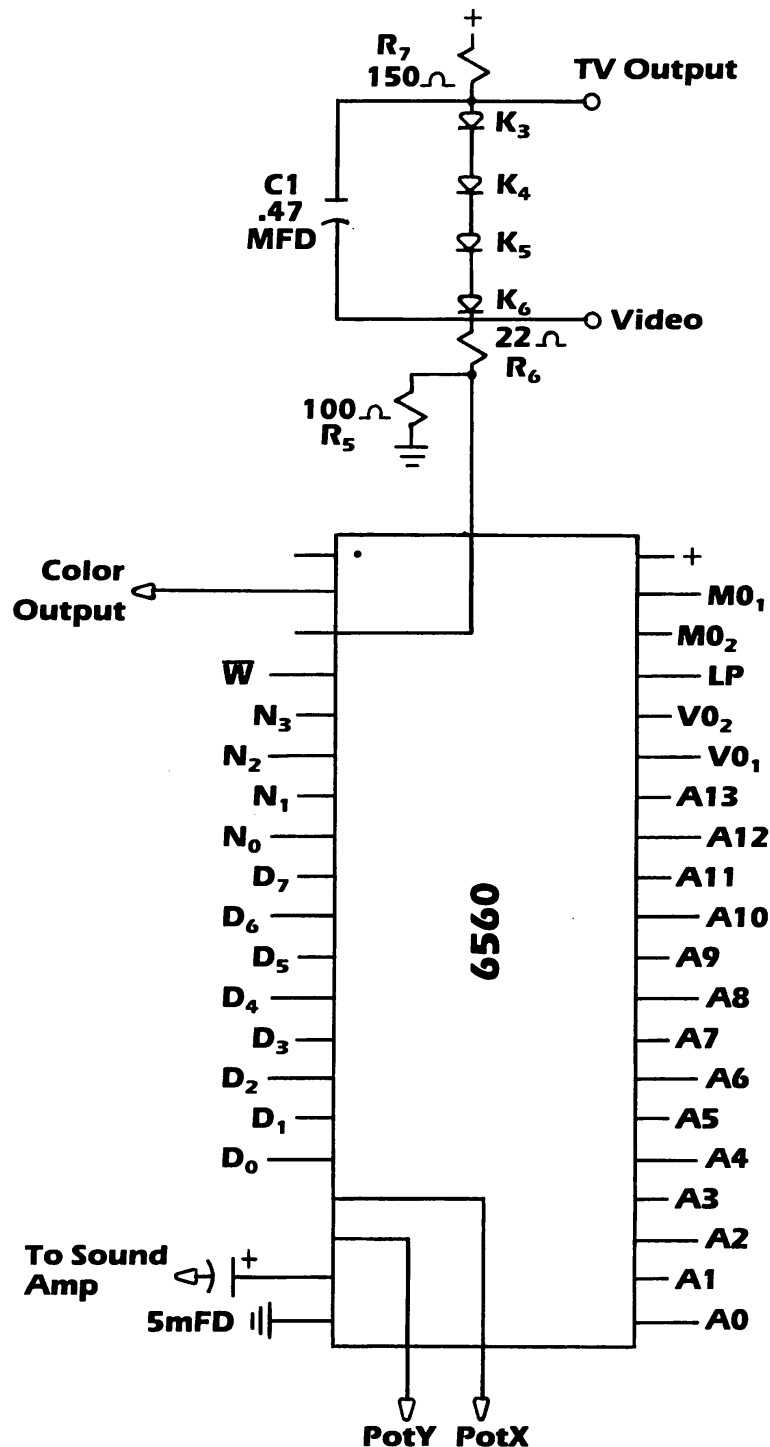 +
R₇
150Ω
TV Output
K₃
C1
.47
MFD
K₄
K₅
K₆
Video
22Ω
R₆
100Ω
R₅
Color
Output
+
M0₁
M0₂
W̅
LP
N₃
V0₂
N₂
V0₁
N₁
A13
N₀
A12
D₇
A11
D₆
A10
6560
D₅
A9
D₄
A8
D₃
A7
D₂
A6
D₁
A5
D₀
A4
A3
A2
To Sound
Amp
+
A1
5mFD
A0
PotY
PotX